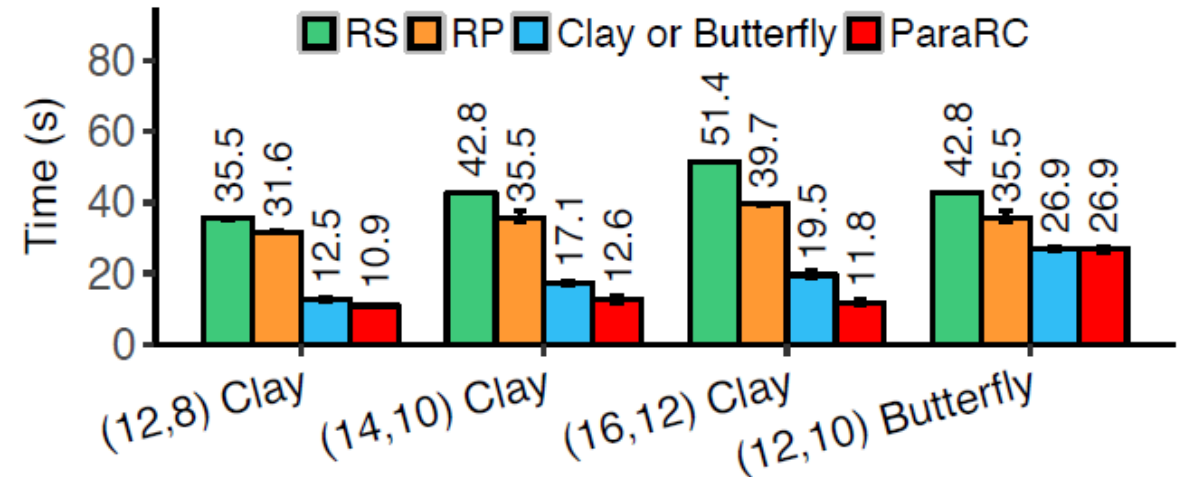 RS RP Clay or Butterfly ParaRC
Time (s)
80
60
40
20
0
35.5 31.6 12.5 10.9
42.8 35.5 17.1 12.6
51.4 39.7 19.5 11.8
42.8 35.5 26.9 26.9
(12,8) Clay
(14,10) Clay
(16,12) Clay
(12,10) Butterfly